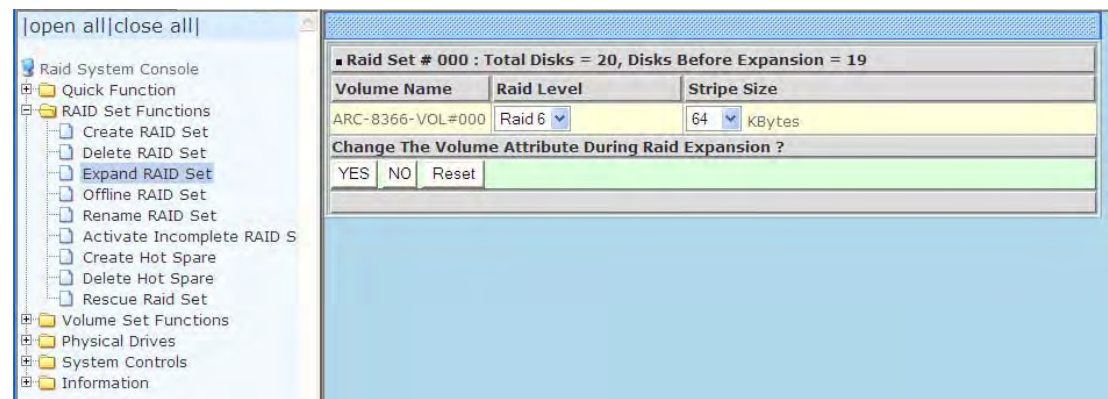 |open all|close all|
Raid System Console
Quick Function
RAID Set Functions
Create RAID Set
Delete RAID Set
Expand RAID Set
Offline RAID Set
Rename RAID Set
Activate Incomplete RAID S
Create Hot Spare
Delete Hot Spare
Rescue Raid Set
Volume Set Functions
Physical Drives
System Controls
Information
Raid Set # 000 : Total Disks = 20, Disks Before Expansion = 19
Volume Name Raid Level Stripe Size
ARC-8366-VOL#000 Raid 6 64 KBytes
Change The Volume Attribute During Raid Expansion ?
YES NO Reset